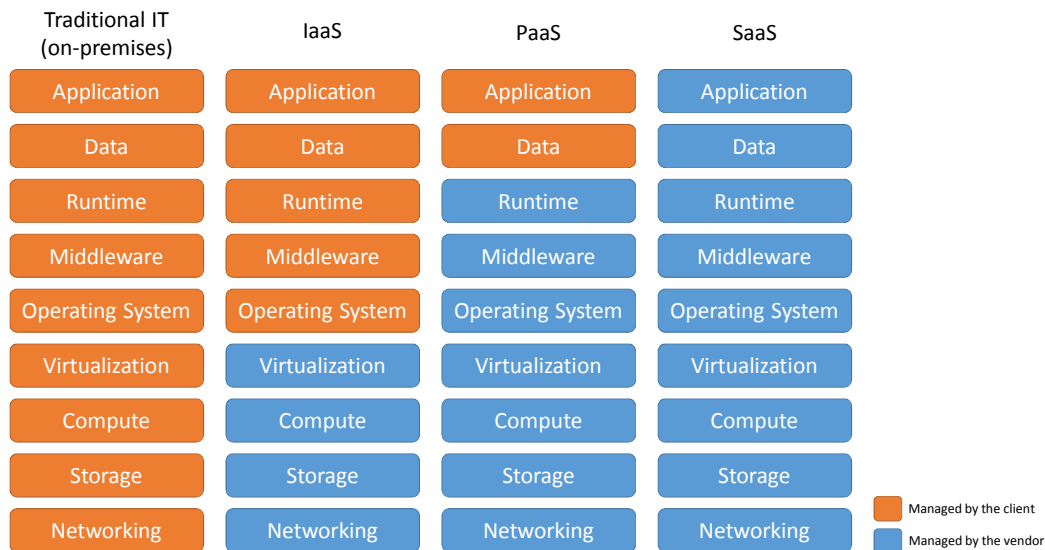 Traditional IT
(on-premises)
IaaS
PaaS
SaaS
Application
Application
Application
Application
Data
Data
Data
Data
Runtime
Runtime
Runtime
Runtime
Middleware
Middleware
Middleware
Middleware
Operating System
Operating System
Operating System
Operating System
Virtualization
Virtualization
Virtualization
Virtualization
Compute
Compute
Compute
Compute
Storage
Storage
Storage
Storage
Networking
Networking
Networking
Networking
Managed by the client
Managed by the vendor